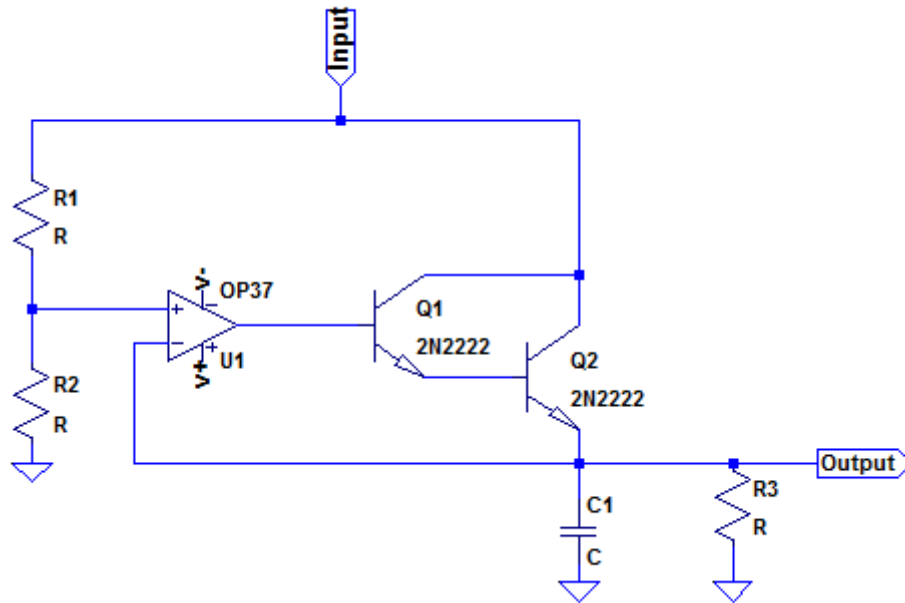 Input
R1
R
V-
OP37
+
-
-
+
U1
V+
Q1
2N2222
Q2
2N2222
R2
R
Output
C1
C
R3
R